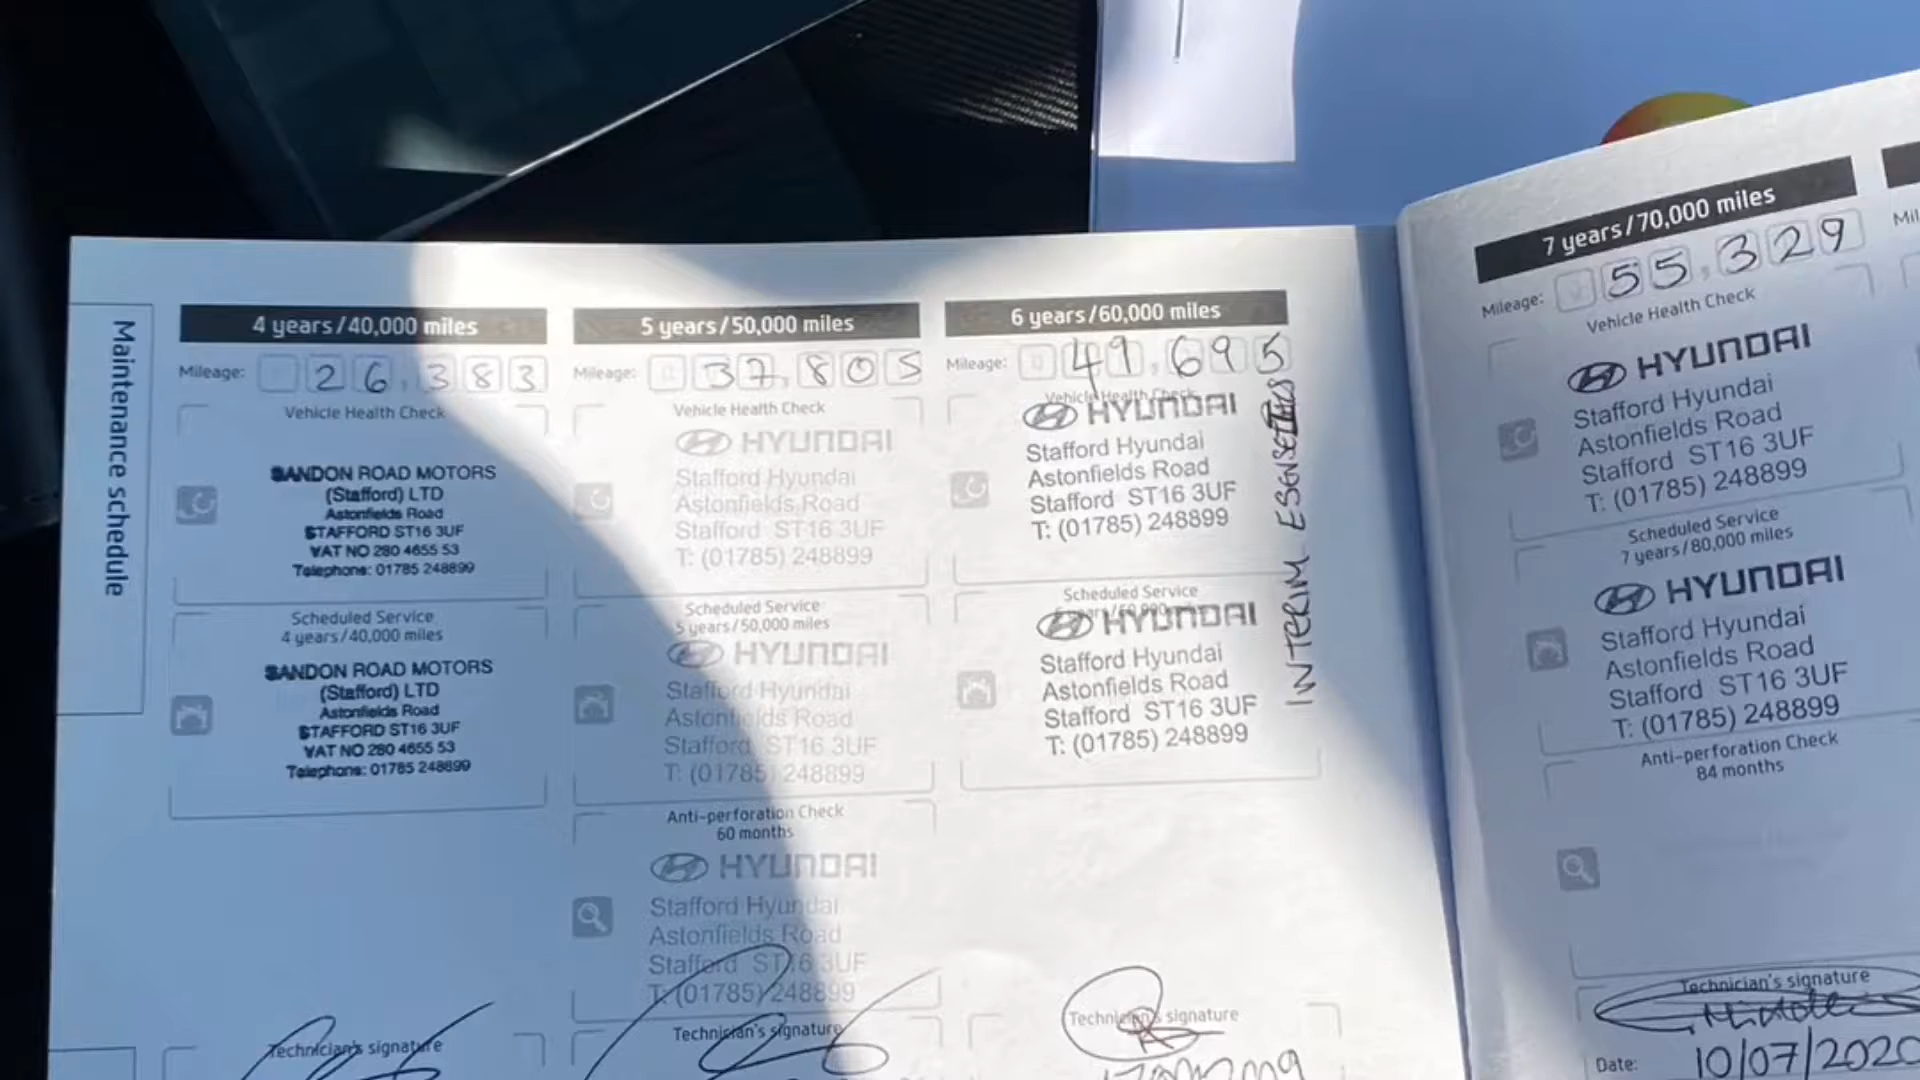 Maintenance schedule
4 years/40,000 miles
Mileage: 26,383
Vehicle Health Check
SANDON ROAD MOTORS
(Stafford) LTD
Astonfields Road
STAFFORD ST16 3UF
VAT NO 280 4655 53
Telephone: 01785 248899
Scheduled Service
4 years/40,000 miles
SANDON ROAD MOTORS
(Stafford) LTD
Astonfields Road
STAFFORD ST16 3UF
VAT NO 280 4655 53
Telephone: 01785 248899
Technician's signature
5 years/50,000 miles
Mileage: 37,805
Vehicle Health Check
HYUNDAI
Stafford Hyundai
Astonfields Road
Stafford ST16 3UF
T: (01785) 248899
Scheduled Service
5 years/50,000 miles
HYUNDAI
Stafford Hyundai
Astonfields Road
Stafford ST16 3UF
T: (01785) 248899
Anti-perforation Check
60 months
HYUNDAI
Stafford Hyundai
Astonfields Road
Stafford ST16 3UF
T: (01785) 248899
Technician's signature
6 years/60,000 miles
Mileage: 49,695
Vehicle Health Check
HYUNDAI
Stafford Hyundai
Astonfields Road
Stafford ST16 3UF
T: (01785) 248899
INTERIM
Scheduled Service
HYUNDAI
Stafford Hyundai
Astonfields Road
Stafford ST16 3UF
T: (01785) 248899
Technician's signature
7 years/70,000 miles
Mileage: 55,329
Vehicle Health Check
HYUNDAI
Stafford Hyundai
Astonfields Road
Stafford ST16 3UF
T: (01785) 248899
Scheduled Service
7 years/80,000 miles
HYUNDAI
Stafford Hyundai
Astonfields Road
Stafford ST16 3UF
T: (01785) 248899
Anti-perforation Check
84 months
Technician's signature
Date: 10/07/2020
Mil